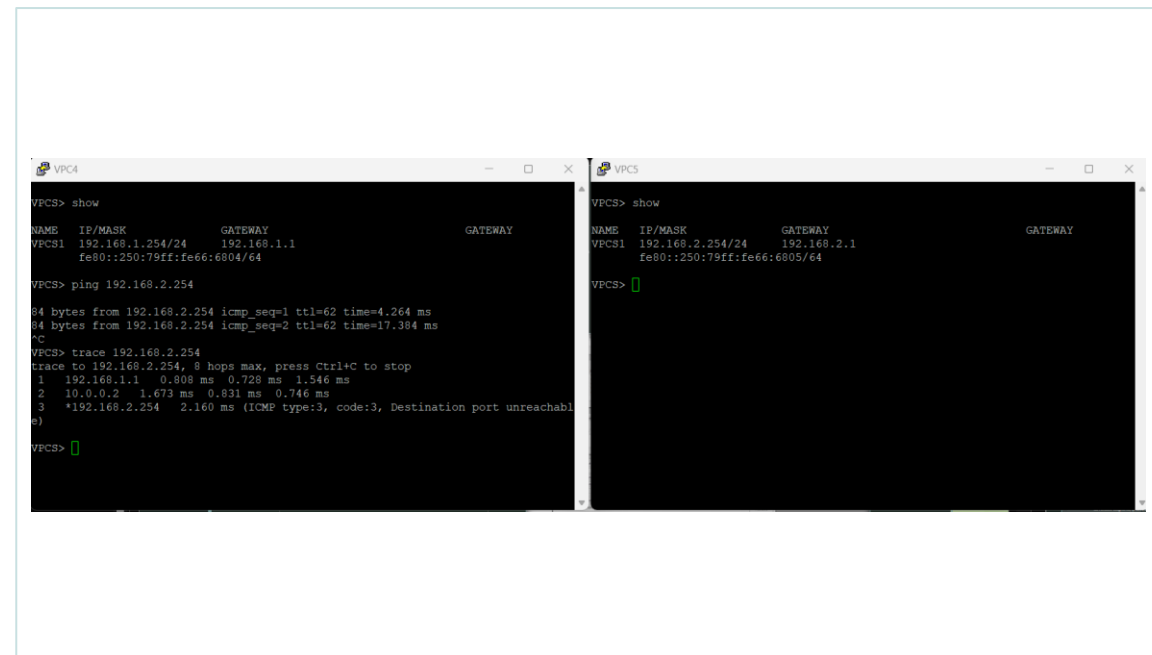 VPC4
VPCS> show
NAME IP/MASK GATEWAY GATEWAY
VPCS1 192.168.1.254/24 192.168.1.1
fe80::250:79ff:fe66:6804/64
VPCS> ping 192.168.2.254
84 bytes from 192.168.2.254 icmp_seq=1 ttl=62 time=4.264 ms
84 bytes from 192.168.2.254 icmp_seq=2 ttl=62 time=17.384 ms
^C
VPCS> trace 192.168.2.254
trace to 192.168.2.254, 8 hops max, press Ctrl+C to stop
1 192.168.1.1 0.808 ms 0.728 ms 1.546 ms
2 10.0.0.2 1.673 ms 0.831 ms 0.746 ms
3 *192.168.2.254 2.160 ms (ICMP type:3, code:3, Destination port unreachabl
e)
VPCS>
VPC5
VPCS> show
NAME IP/MASK GATEWAY GATEWAY
VPCS1 192.168.2.254/24 192.168.2.1
fe80::250:79ff:fe66:6805/64
VPCS>